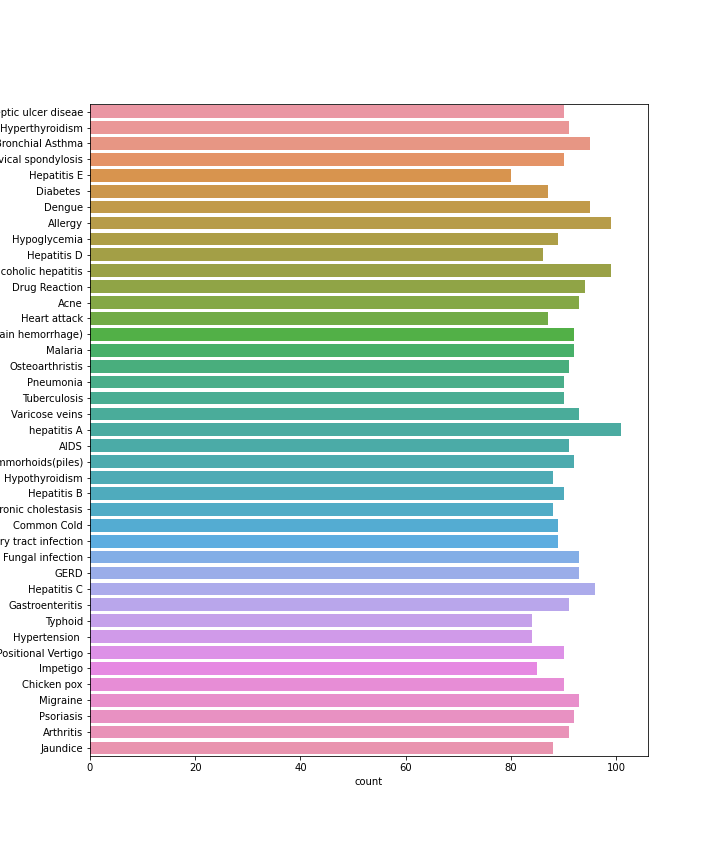 ptic ulcer diseae
Hyperthyroidism
Bronchial Asthma
vical spondylosis
Hepatitis E
Diabetes
Dengue
Allergy
Hypoglycemia
Hepatitis D
coholic hepatitis
Drug Reaction
Acne
Heart attack
ain hemorrhage)
Malaria
Osteoarthristis
Pneumonia
Tuberculosis
Varicose veins
hepatitis A
AIDS
mmorhoids(piles)
Hypothyroidism
Hepatitis B
ronic cholestasis
Common Cold
ry tract infection
Fungal infection
GERD
Hepatitis C
Gastroenteritis
Typhoid
Hypertension
Positional Vertigo
Impetigo
Chicken pox
Migraine
Psoriasis
Arthritis
Jaundice
0 20 40 60 80 100
count